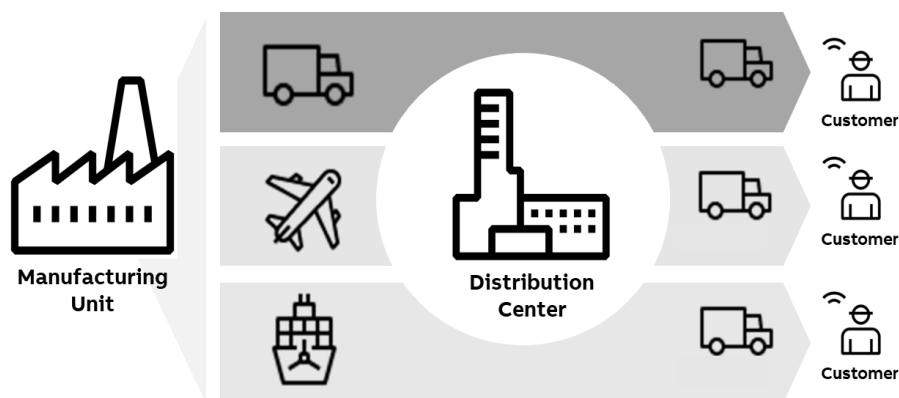 Customer
Customer
Manufacturing
Unit
Distribution
Center
Customer